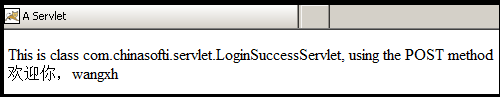 A Servlet
This is class com.chinasofti.servlet.LoginSuccessServlet, using the POST method
欢迎你，wangxh